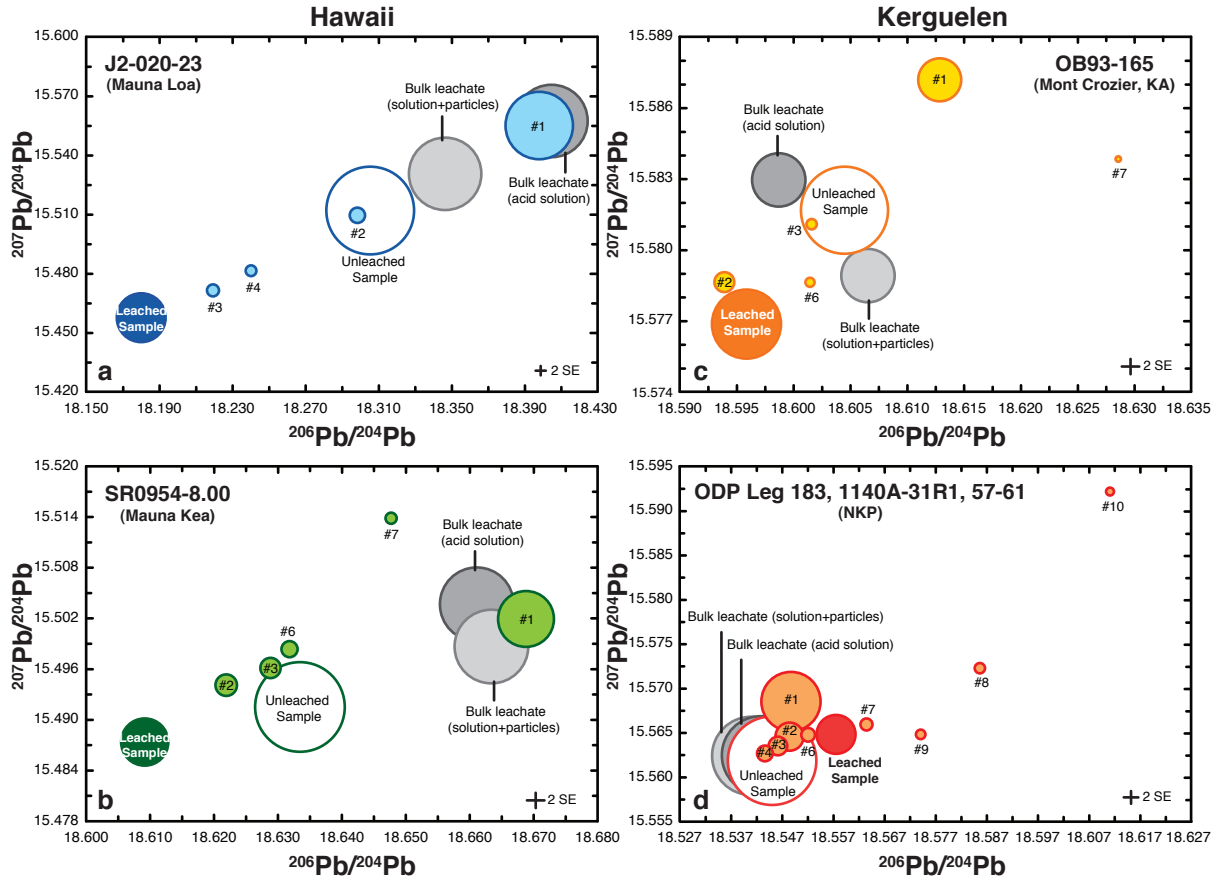 Hawaii
Kerguelen
15.600
15.570
15.540
15.510
15.480
15.450
15.420
207Pb/204Pb
J2-020-23
(Mauna Loa)
Bulk leachate
(solution+particles)
#1
Bulk leachate
(acid solution)
#2
Unleached
Sample
#4
#3
Leached
Sample
a
2 SE
18.150 18.190 18.230 18.270 18.310 18.350 18.390 18.430
206Pb/204Pb
15.589
15.586
15.583
15.580
15.577
15.574
207Pb/204Pb
OB93-165
(Mont Crozier, KA)
#1
Bulk leachate
(acid solution)
#7
Unleached
Sample
#3
#2
#6
Leached
Sample
Bulk leachate
(solution+particles)
c
2 SE
18.590 18.595 18.600 18.605 18.610 18.615 18.620 18.625 18.630 18.635
206Pb/204Pb
15.520
15.514
15.508
15.502
15.496
15.490
15.484
15.478
207Pb/204Pb
SR0954-8.00
(Mauna Kea)
#7
Bulk leachate
(acid solution)
#1
#6
#3
#2
Unleached
Sample
Bulk leachate
(solution+particles)
Leached
Sample
b
2 SE
18.600 18.610 18.620 18.630 18.640 18.650 18.660 18.670 18.680
206Pb/204Pb
15.595
15.590
15.585
15.580
15.575
15.570
15.565
15.560
15.555
207Pb/204Pb
ODP Leg 183, 1140A-31R1, 57-61
(NKP)
#10
Bulk leachate (solution+particles)
Bulk leachate (acid solution)
#8
#1
#7
#2
#3
#4
#6
#9
Leached
Sample
Unleached
Sample
d
2 SE
18.527 18.537 18.547 18.557 18.567 18.577 18.587 18.597 18.607 18.617 18.627
206Pb/204Pb